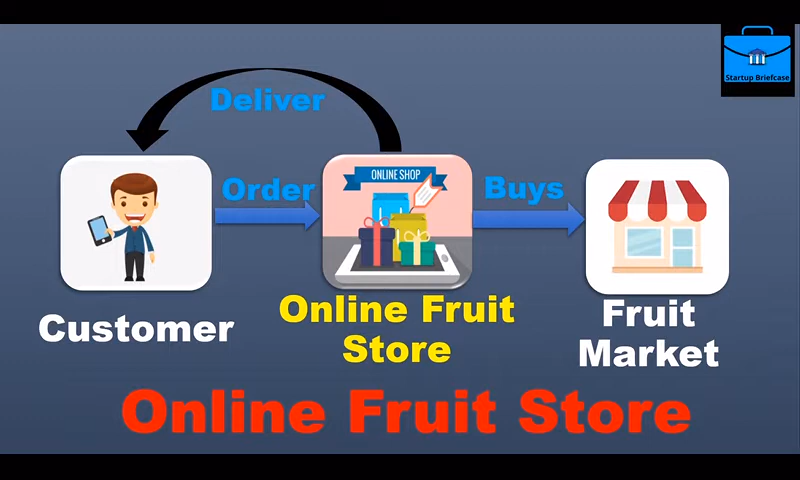 Startup Briefcase
Deliver
ONLINE SHOP
Order
Buys
Customer
Online Fruit
Store
Fruit
Market
Online Fruit Store